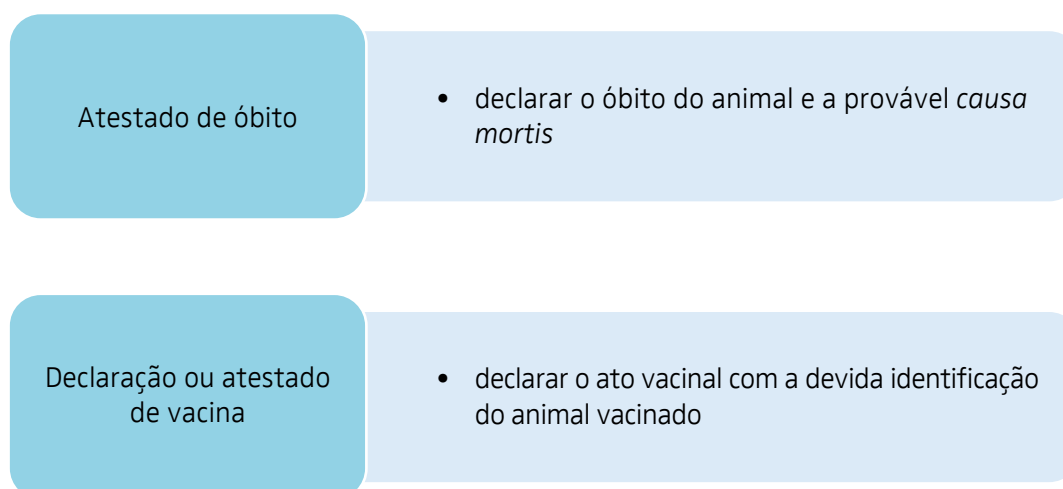 Atestado de óbito
• declarar o óbito do animal e a provável causa
mortis
Declaração ou atestado
de vacina
• declarar o ato vacinal com a devida identificação
do animal vacinado